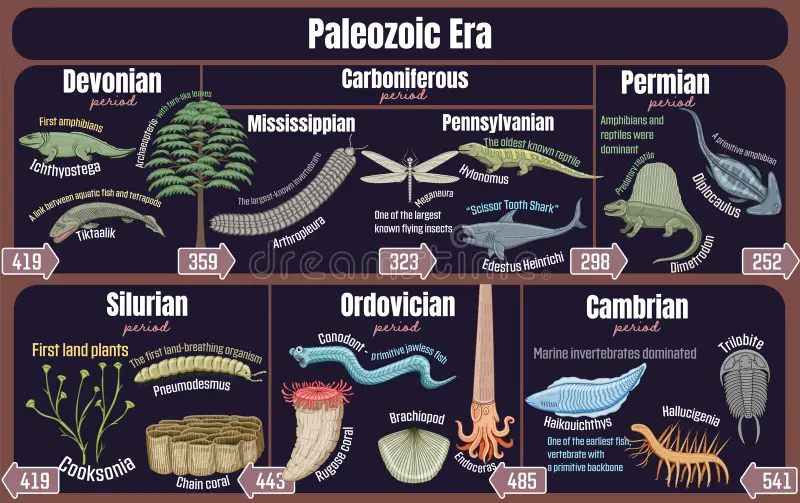 Paleozoic Era
Devonian
period
First amphibians
Ichthyostega
Archaeopteris- with fern-like leaves
A link between aquatic fish and tetrapods
Tiktaalik
Carboniferous
period
Mississippian
The largest-known invertebrate
Arthropleura
Pennsylvanian
Meganeura
One of the largest
known flying insects
The oldest known reptile
Hylonomus
"Scissor Tooth Shark"
Edestus Heinrichi
Permian
period
Amphibians and
reptiles were
dominant
Predatory reptile
Dimetrodon
A primitive amphibian
Diplocaulus
419
359
323
298
252
dreamstime
Silurian
period
First land plants
Cooksonia
The first land-breathing organism
Pneumodesmus
Chain coral
Ordovician
period
Conodont - primitive jawless fish
Rugose coral
Brachiopod
Endoceras
Cambrian
period
Marine invertebrates dominated
Haikouichthys
One of the earliest fish,
vertebrate with
a primitive backbone
Hallucigenia
Trilobite
419
443
485
541